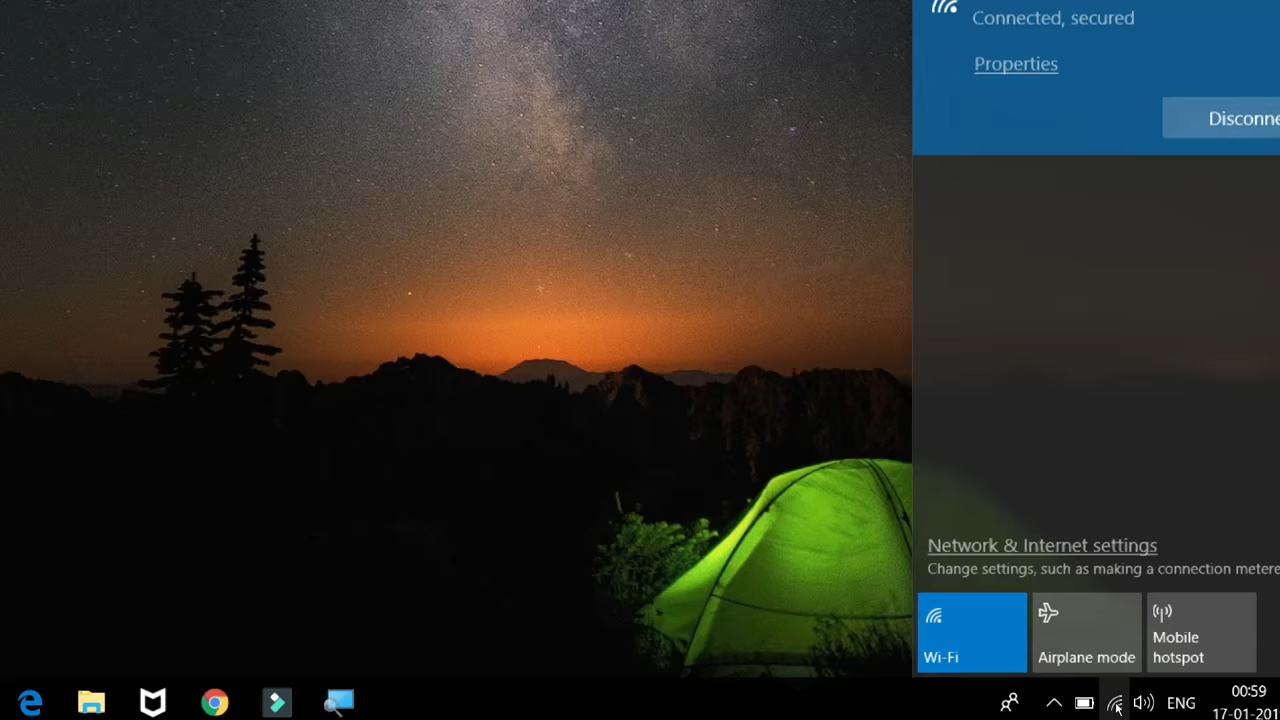 Connected, secured
Properties
Disconne
Network & Internet settings
Change settings, such as making a connection metere
Wi-Fi
Airplane mode
Mobile
hotspot
ENG
00:59
17-01-201